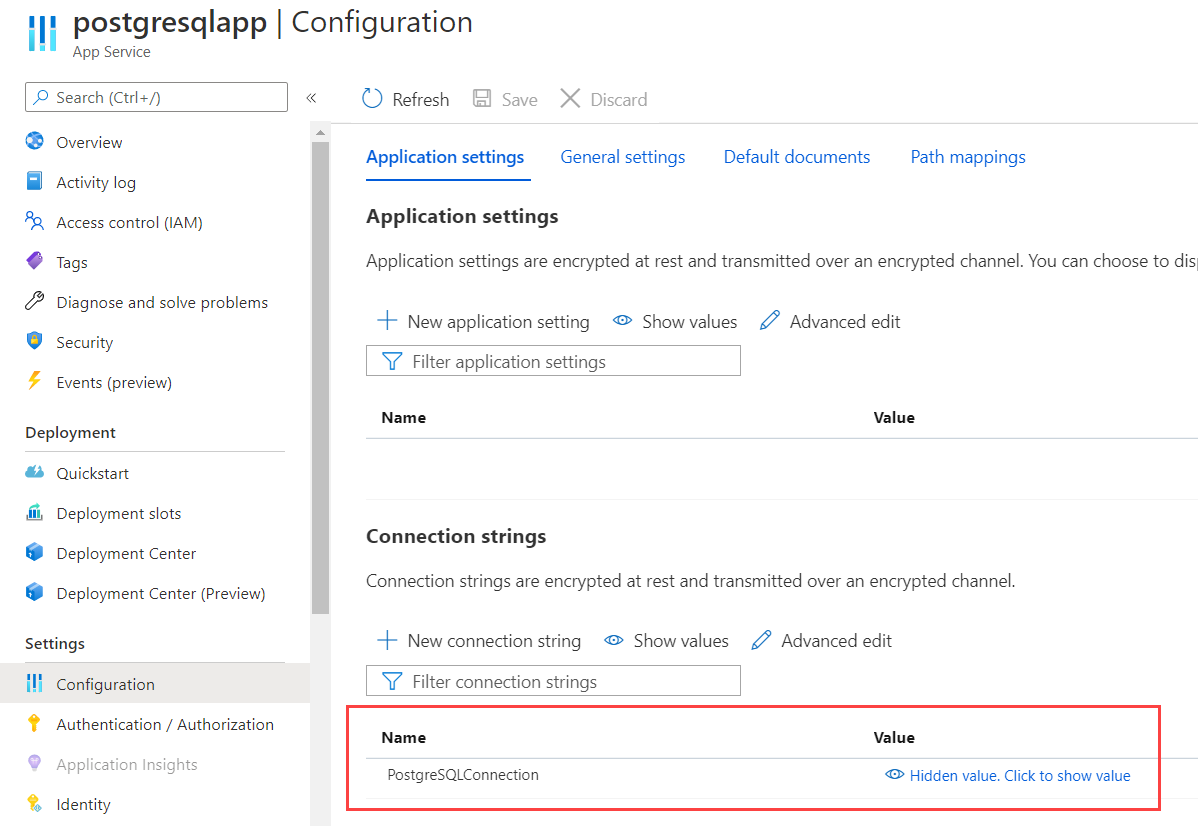 postgresqlapp | Configuration
App Service
Search (Ctrl+/)
«
Overview
Activity log
Access control (IAM)
Tags
Diagnose and solve problems
Security
Events (preview)
Deployment
Quickstart
Deployment slots
Deployment Center
Deployment Center (Preview)
Settings
Configuration
Authentication / Authorization
Application Insights
Identity
Refresh Save Discard
Application settings General settings Default documents Path mappings
Application settings
Application settings are encrypted at rest and transmitted over an encrypted channel. You can choose to
New application setting Show values Advanced edit
Filter application settings
Name Value
Connection strings
Connection strings are encrypted at rest and transmitted over an encrypted channel.
New connection string Show values Advanced edit
Filter connection strings
Name Value
PostgreSQLConnection Hidden value. Click to show value